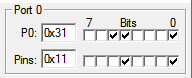 Port 0
7 Bits 0
P0: 0x31
Pins: 0x11